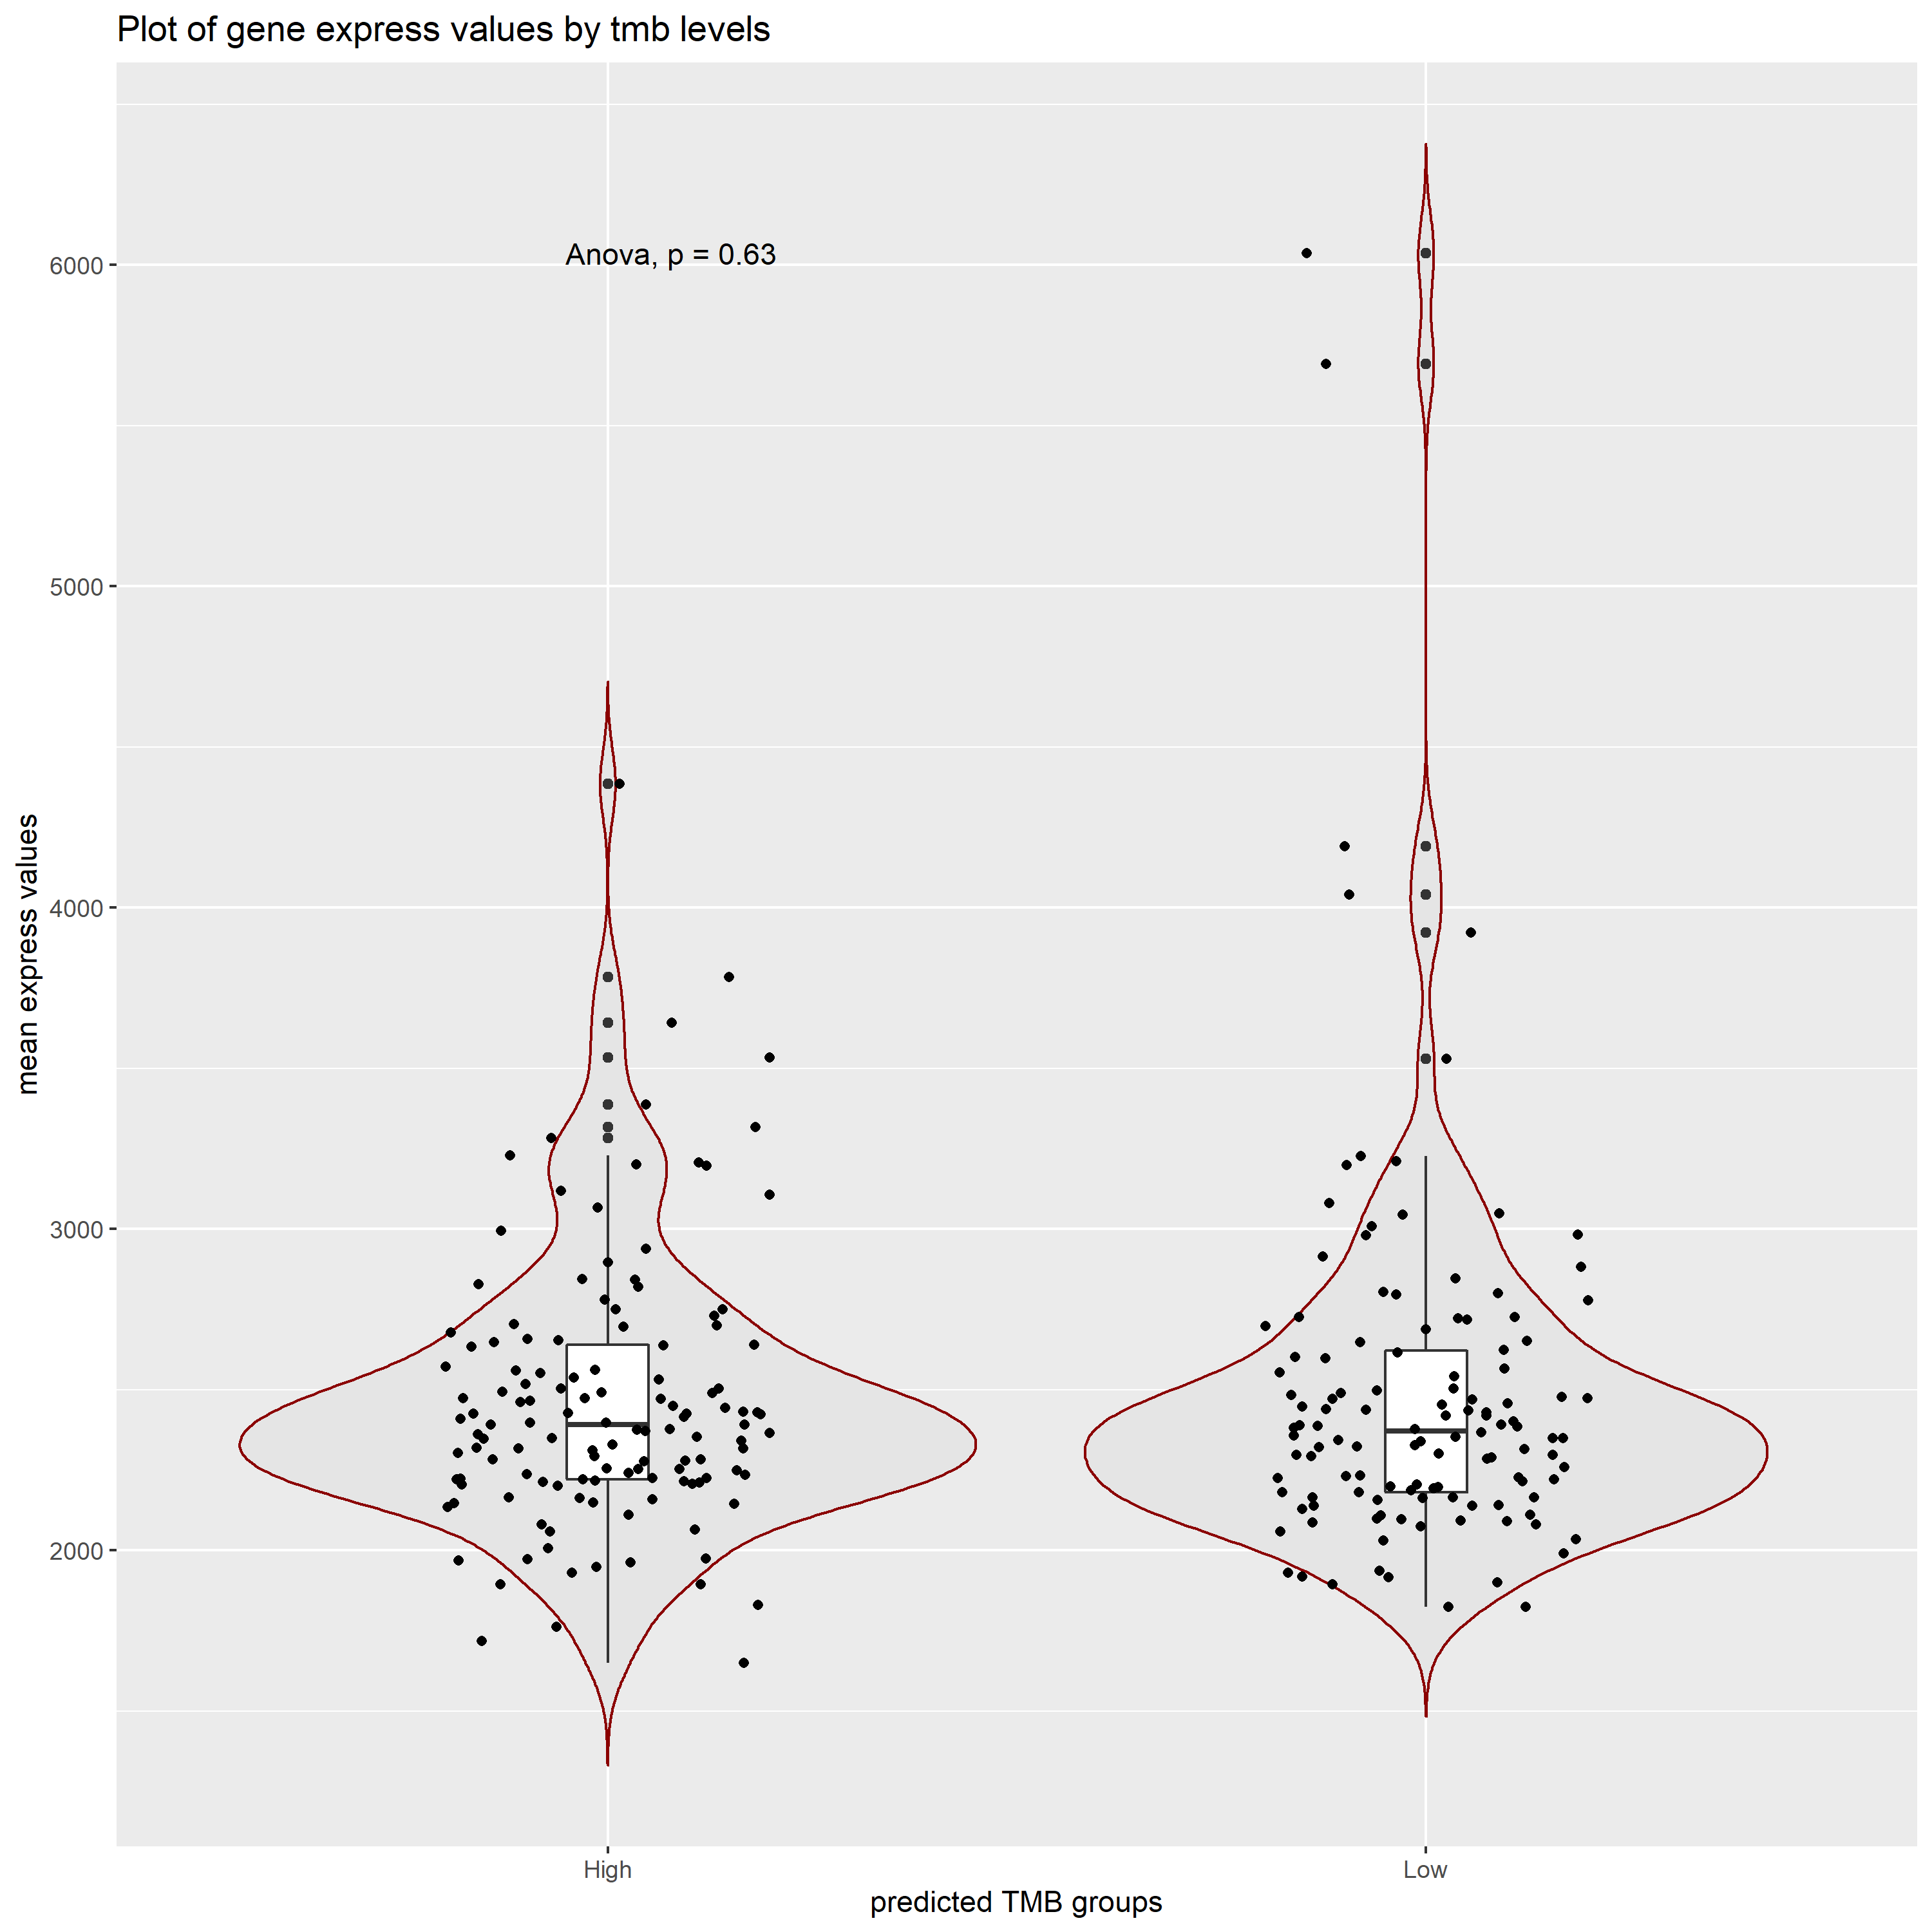 Plot of gene express values by tmb levels
Anova, p = 0.63
6000
5000
4000
3000
2000
mean express values
High
Low
predicted TMB groups